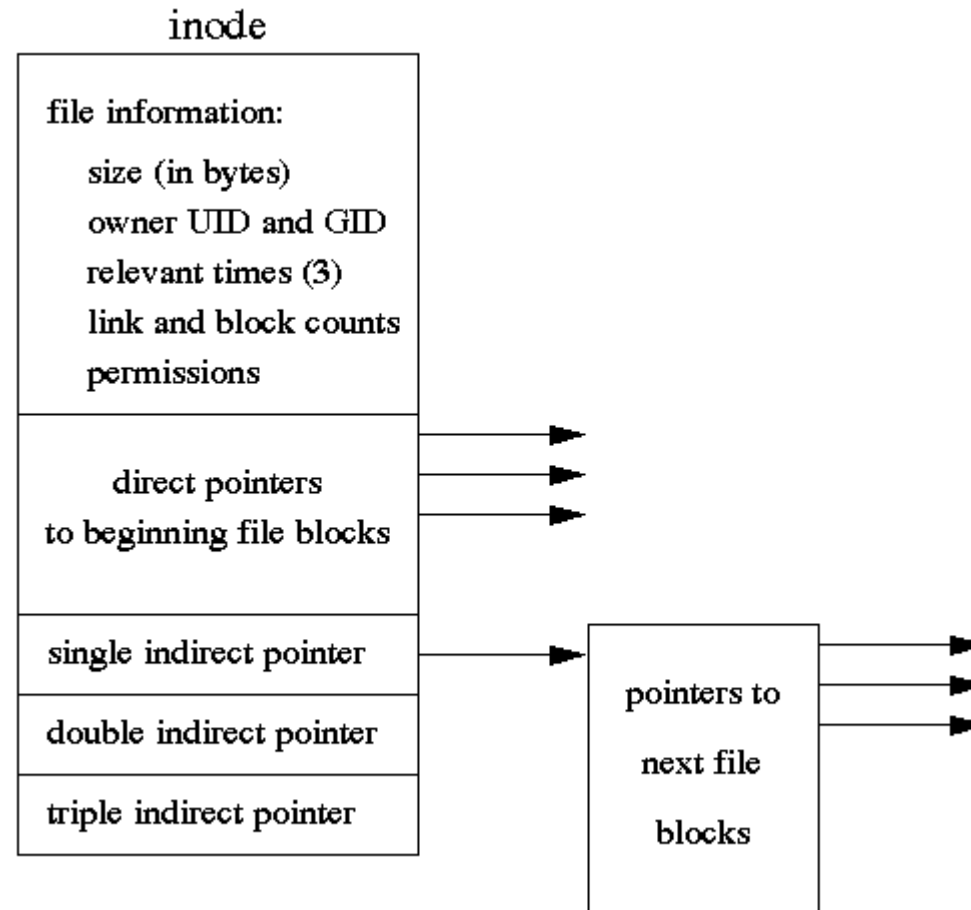 inode
file information:
size (in bytes)
owner UID and GID
relevant times (3)
link and block counts
permissions
direct pointers
to beginning file blocks
single indirect pointer
double indirect pointer
triple indirect pointer
pointers to
next file
blocks